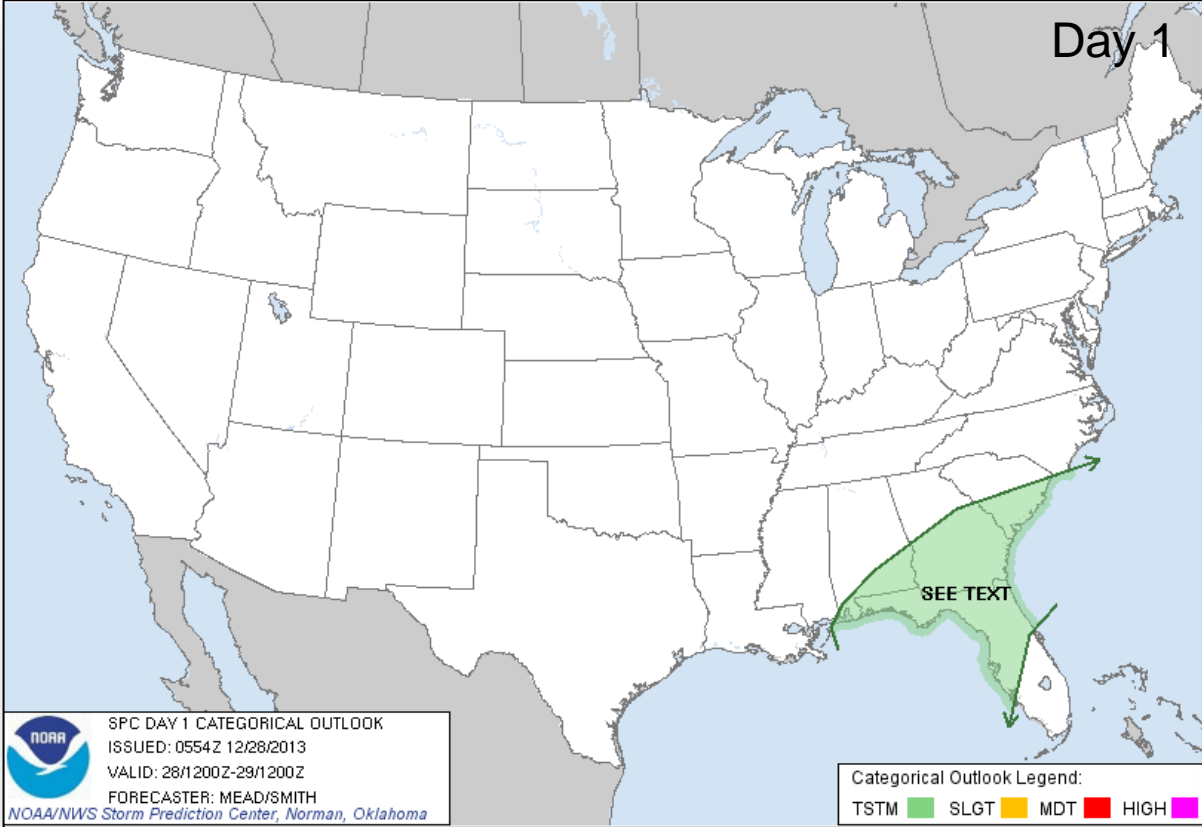 Day 1
SEE TEXT
SPC DAY 1 CATEGORICAL OUTLOOK
ISSUED: 0554Z 12/28/2013
VALID: 28/1200Z-29/1200Z
FORECASTER: MEAD/SMITH
NOAA/NWS Storm Prediction Center, Norman, Oklahoma
NOAA
Categorical Outlook Legend:
TSTM SLGT MDT HIGH